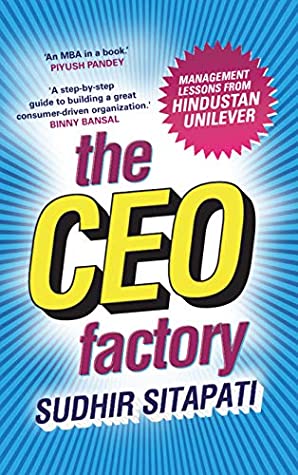 'An MBA in a book.'
PIYUSH PANDEY
'A step-by-step
guide to building a great
consumer-driven organization.'
BINNY BANSAL
MANAGEMENT
LESSONS FROM
HINDUSTAN
UNILEVER
the
CEO
factory
SUDHIR SITAPATI